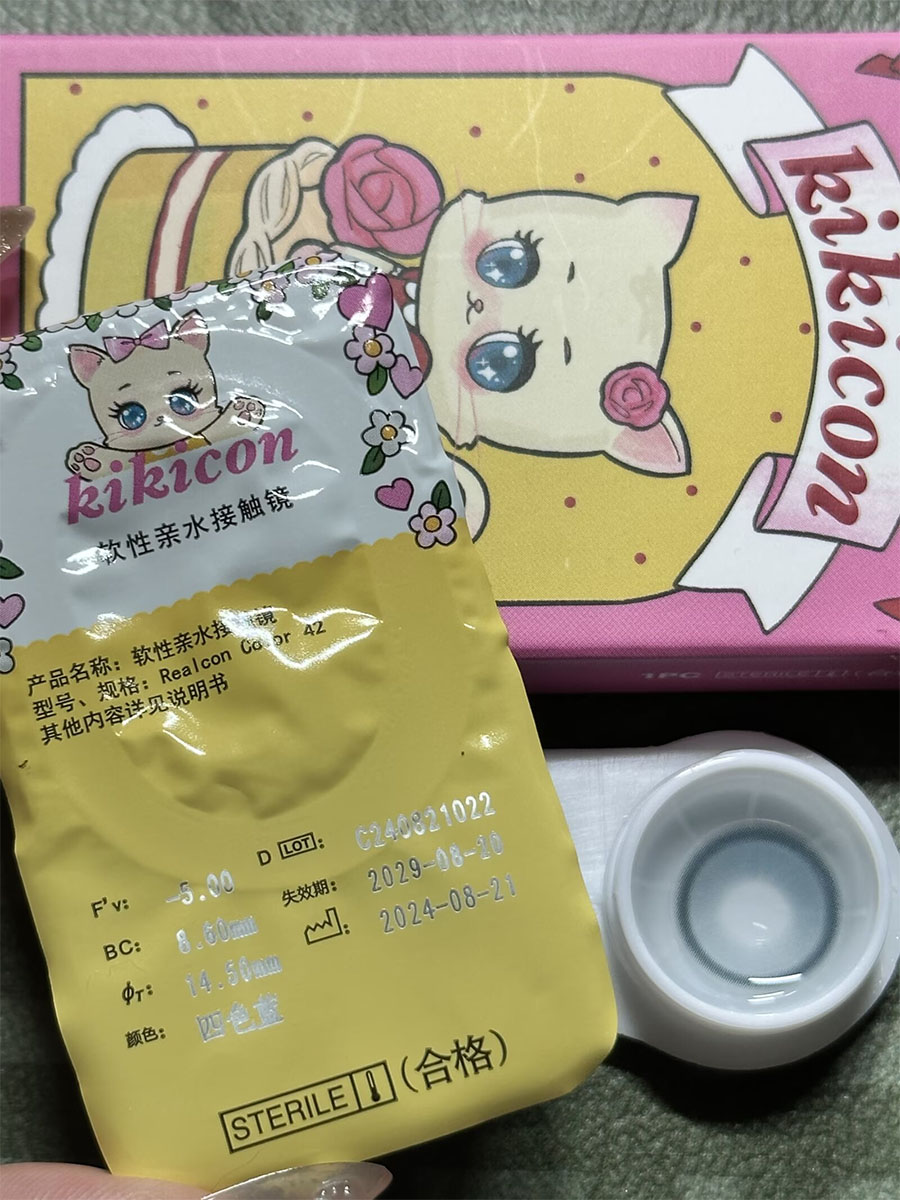 kikicon
kikicon
软性亲水接触镜
产品名称: 软性亲水接触镜
型号、规格: Realcon Color 42
其他内容详见说明书
D LOT: C240821022
F'v: -5.00
失效期: 2029-08-20
BC: 8.60mm
: 2024-08-21
ϕT: 14.50mm
颜色: 四色蓝
STERILE (合格)
1PC